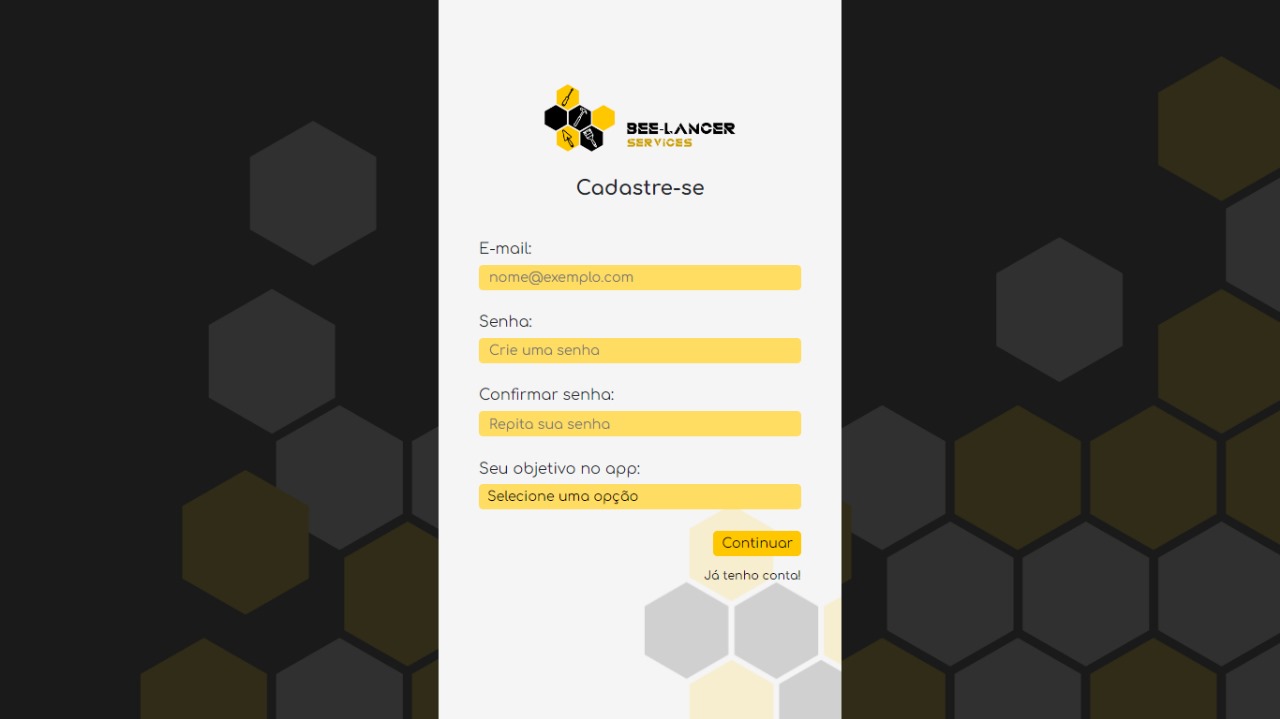 BEE-LANCER
SERVICES
Cadastre-se
E-mail:
nome@exemplo.com
Senha:
Crie uma senha
Confirmar senha:
Repita sua senha
Seu objetivo no app:
Selecione uma opção
Continuar
Já tenho conta!